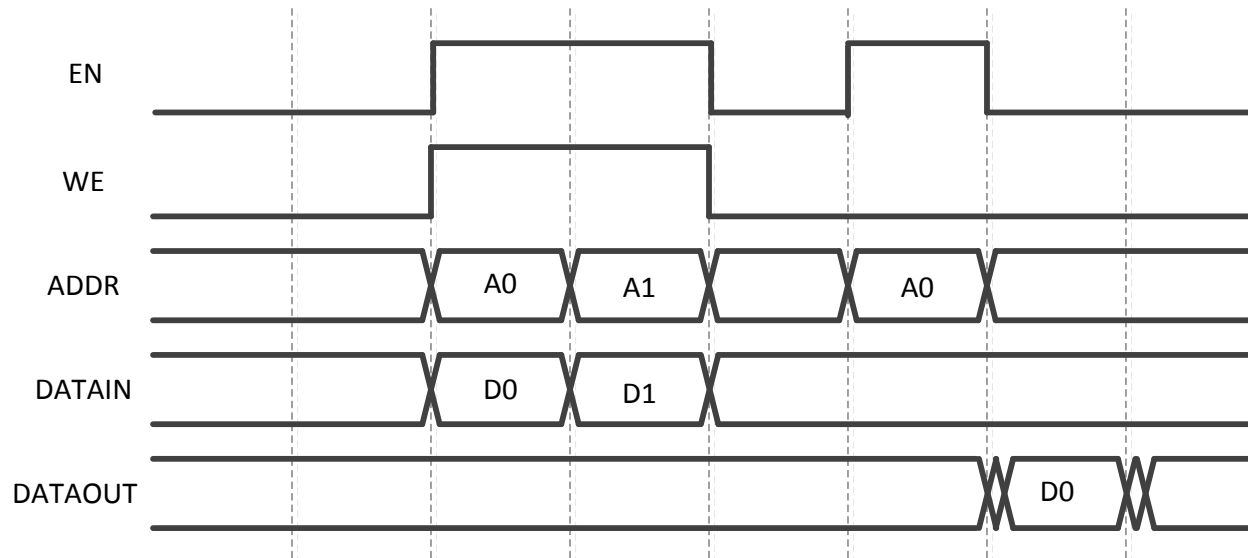 EN
WE
ADDR A0 A1 A0
DATAIN D0 D1
DATAOUT D0